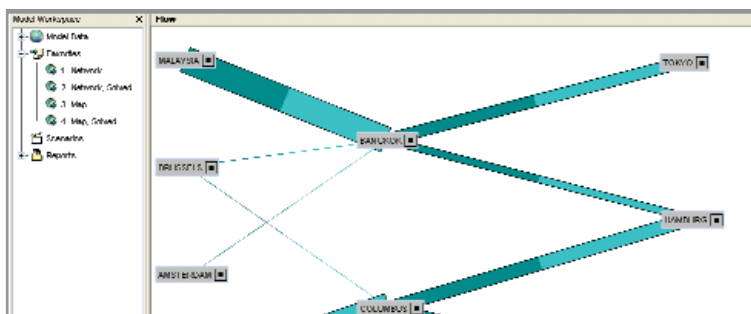 Model Workspace
Flow
Model Data
Favorites
1. Network
2. Network, Solved
3. Map
4. Map, Solved
Scenarios
Reports
MALAYSIA
TOKYO
BANGKOK
BRUSSELS
HAMBURG
AMSTERDAM
COLUMBUS